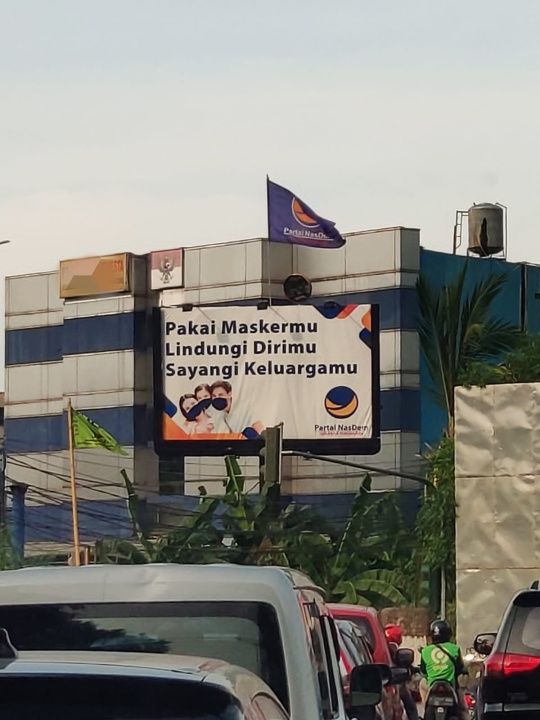 Partai NasDem
Pakai Maskermu
Lindungi Dirimu
Sayangi Keluargamu
Partai NasDem